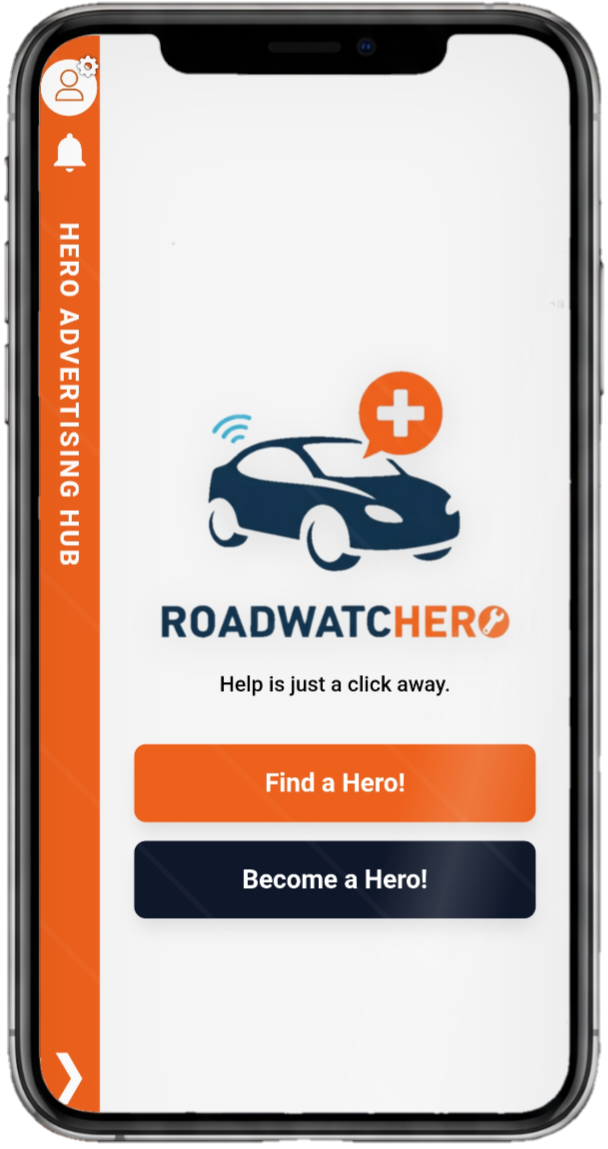 HERO ADVERTISING HUB
ROADWATCHERO
Help is just a click away.
Find a Hero!
Become a Hero!